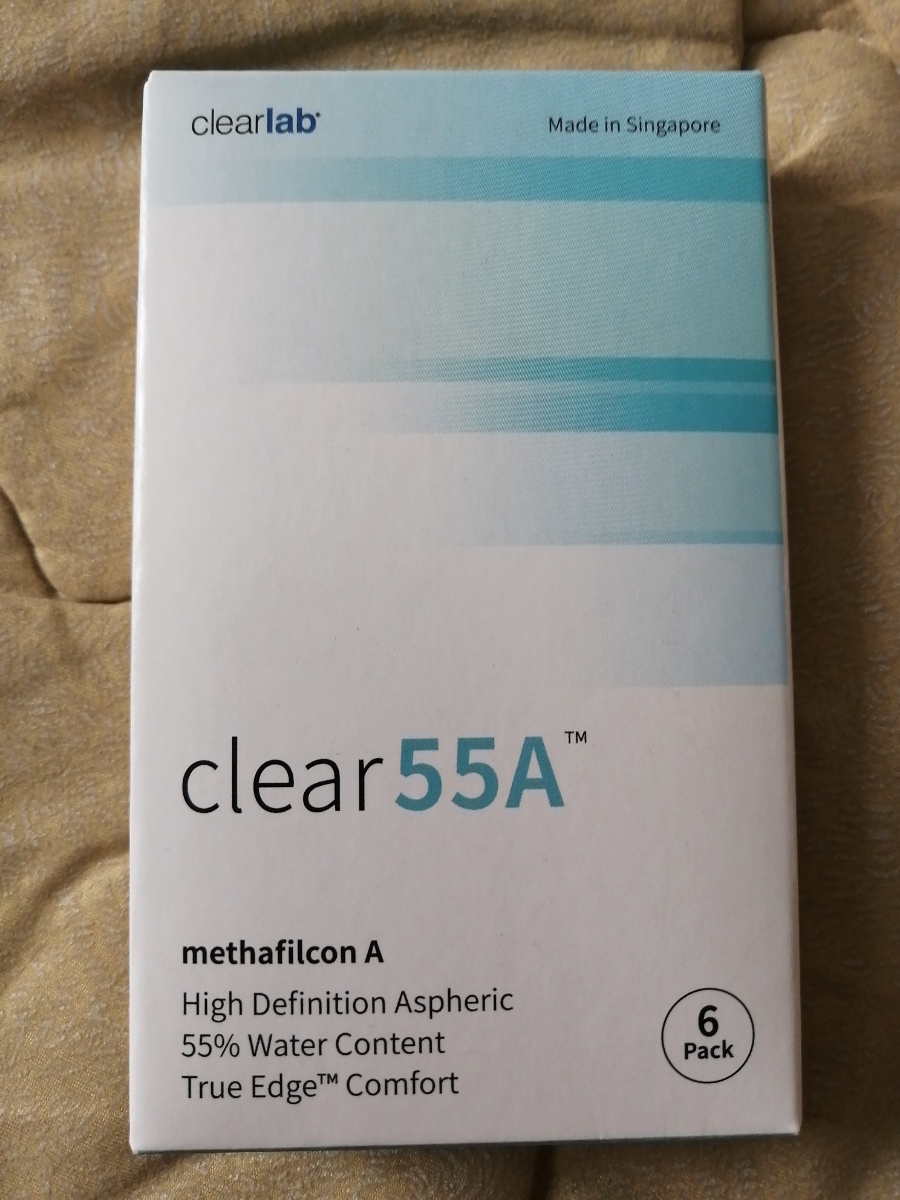 clearlab
Made in Singapore
clear55A™
methafilcon A
High Definition Aspheric
55% Water Content
True Edge™ Comfort
6
Pack